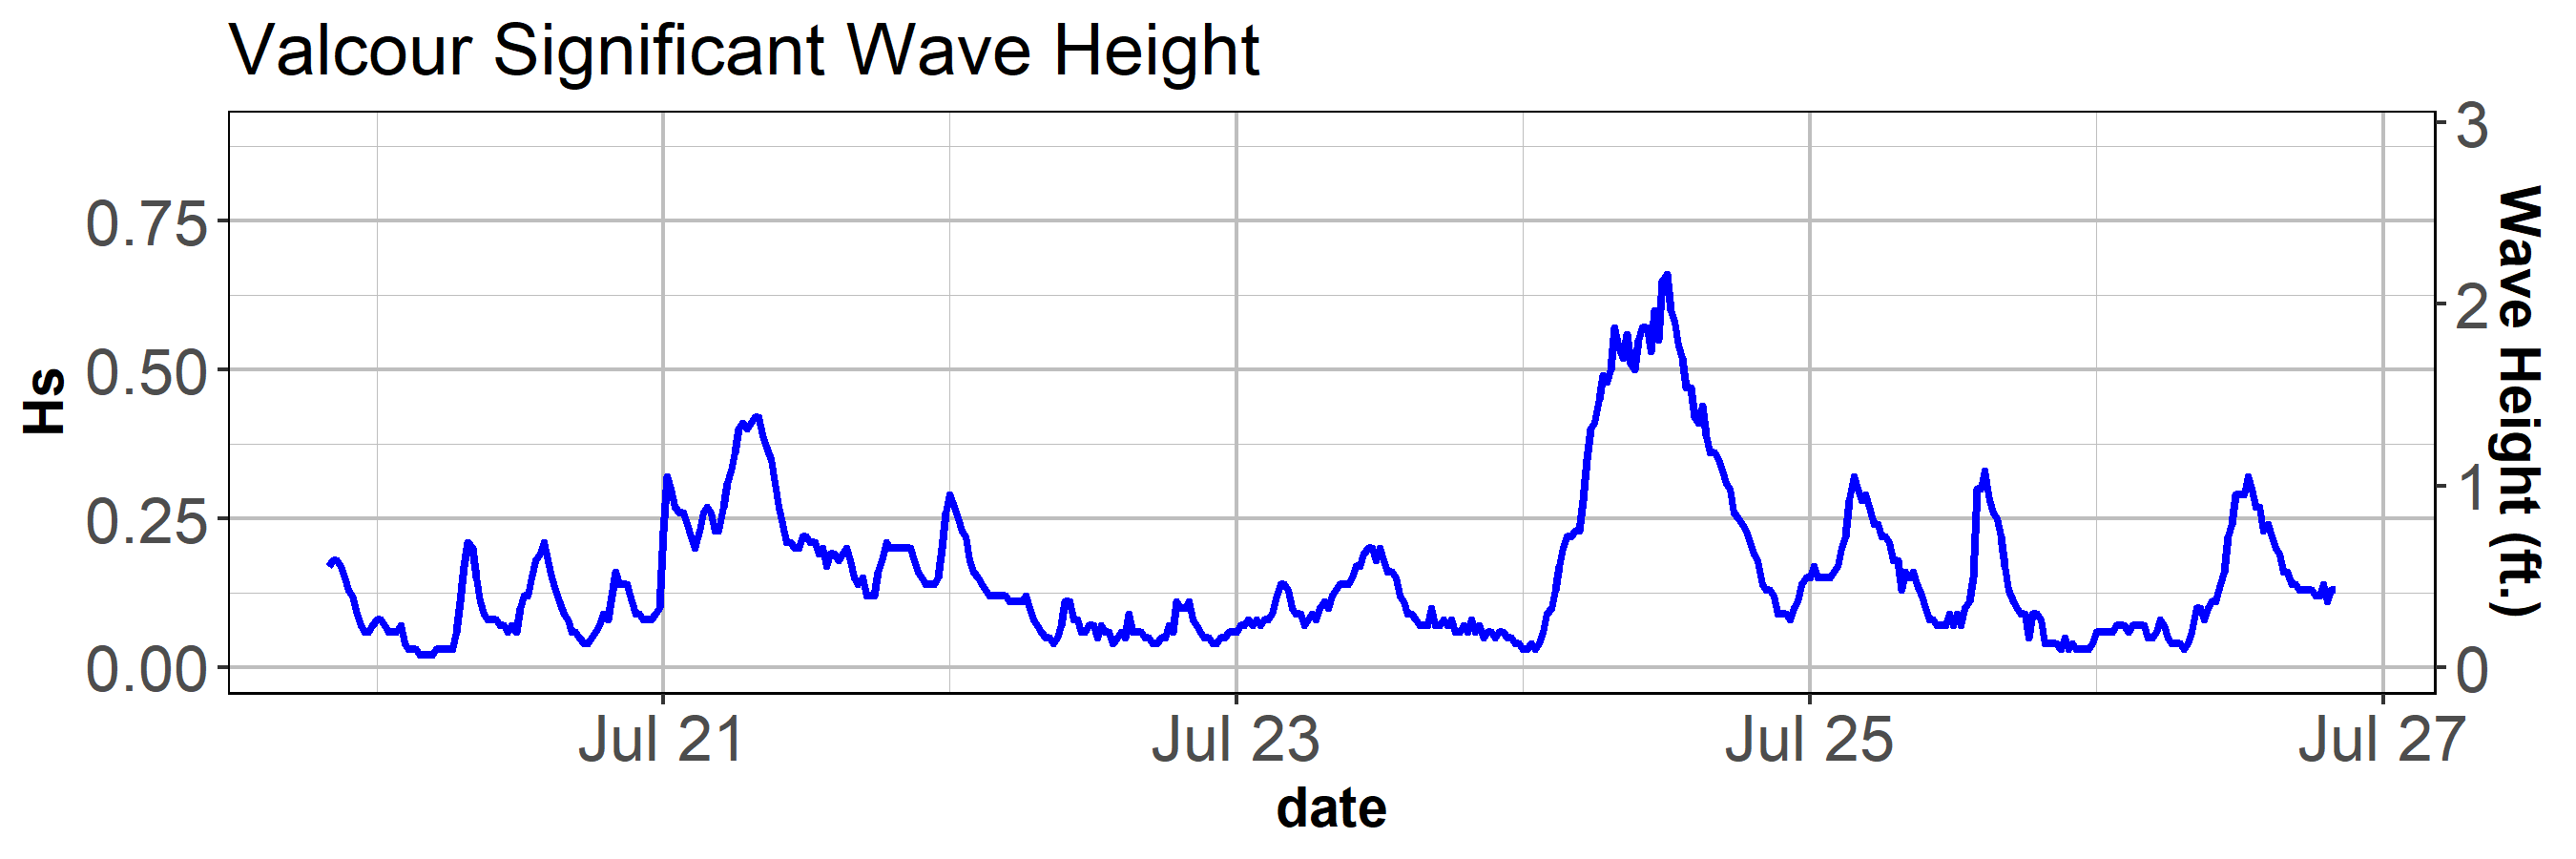 Valcour Significant Wave Height
Hs
0.75
0.50
0.25
0.00
3
2
1
0
Wave Height (ft.)
Jul 21
Jul 23
Jul 25
Jul 27
date